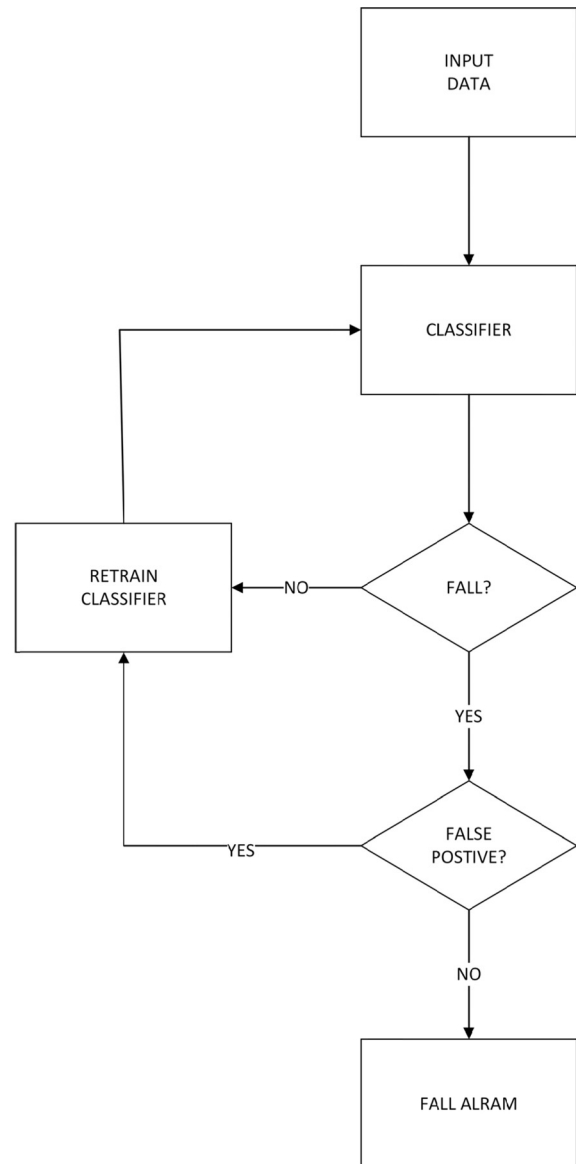 INPUT
DATA
CLASSIFIER
RETRAIN
CLASSIFIER
NO
FALL?
YES
FALSE
POSTIVE?
YES
NO
FALL ALRAM